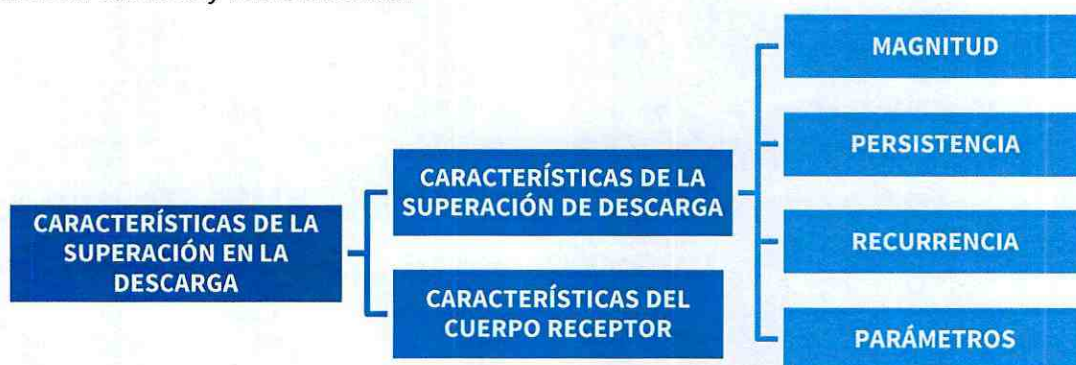 CARACTERÍSTICAS DE LA
SUPERACIÓN EN LA
DESCARGA
CARACTERÍSTICAS DE LA
SUPERACIÓN DE DESCARGA
CARACTERÍSTICAS DEL
CUERPO RECEPTOR
MAGNITUD
PERSISTENCIA
RECURRENCIA
PARÁMETROS